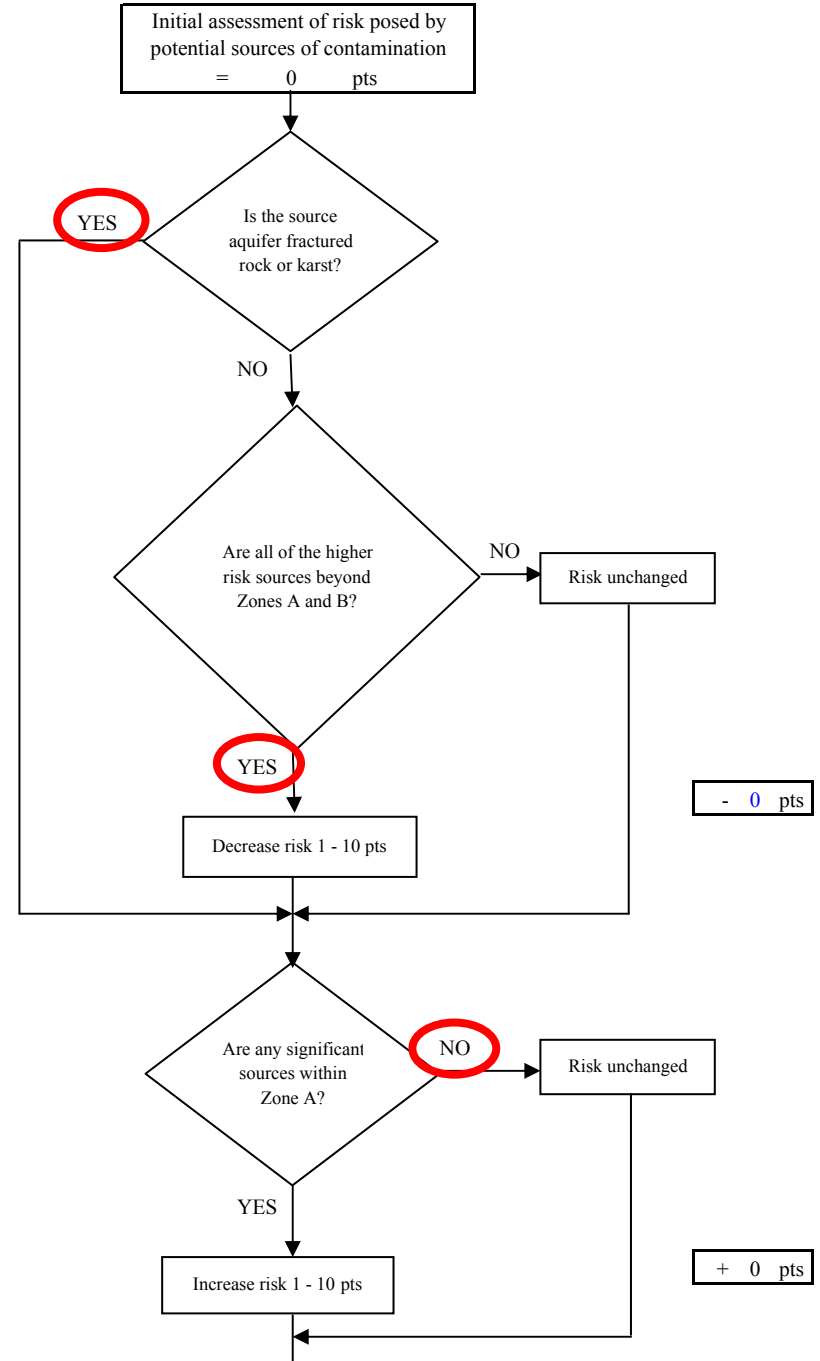 Initial assessment of risk posed by
potential sources of contamination
= 0 pts
YES
Is the source
aquifer fractured
rock or karst?
NO
Are all of the higher
risk sources beyond
Zones A and B?
NO
Risk unchanged
YES
- 0 pts
Decrease risk 1 - 10 pts
Are any significant
sources within
Zone A?
NO
Risk unchanged
YES
+ 0 pts
Increase risk 1 - 10 pts